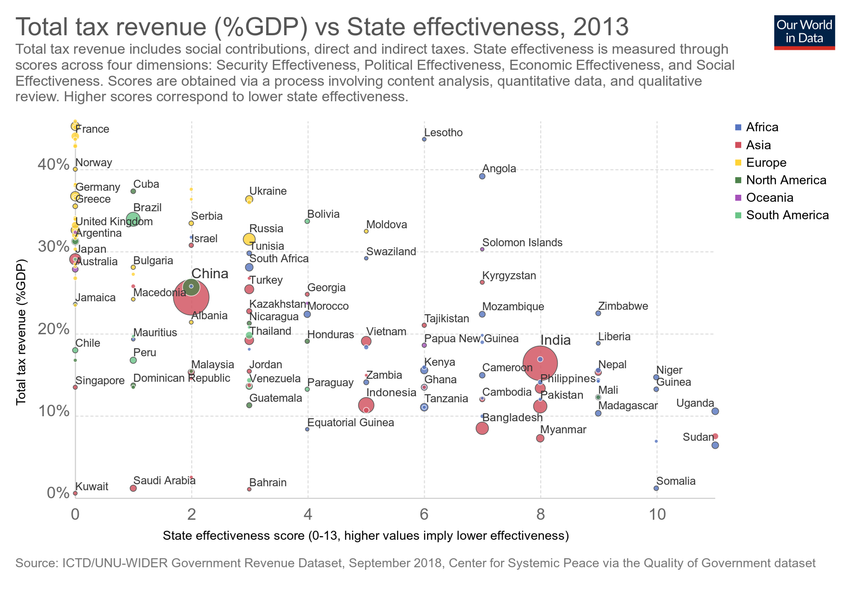 Total tax revenue (%GDP) vs State effectiveness, 2013
Our World
in Data
Total tax revenue includes social contributions, direct and indirect taxes. State effectiveness is measured through
scores across four dimensions: Security Effectiveness, Political Effectiveness, Economic Effectiveness, and Social
Effectiveness. Scores are obtained via a process involving content analysis, quantitative data, and qualitative
review. Higher scores correspond to lower state effectiveness.
Total tax revenue (%GDP)
France
Lesotho
40%
Norway
Angola
Germany
Cuba
Ukraine
Greece
Brazil
United Kingdom
Serbia
Bolivia
Argentina
Israel
Russia
Moldova
30%
Japan
Tunisia
Swaziland
Solomon Islands
Australia
Bulgaria
South Africa
China
Turkey
Kyrgyzstan
Jamaica
Macedonia
Georgia
Albania
Kazakhstan
Morocco
Mozambique
Zimbabwe
Nicaragua
Tajikistan
20%
Chile
Mauritius
Thailand
Honduras
Vietnam
Papua New Guinea
India
Liberia
Peru
Malaysia
Jordan
Kenya
Cameroon
Nepal
Singapore
Dominican Republic
Venezuela
Paraguay
Zambia
Ghana
Philippines
Niger
Guinea
Guatemala
Indonesia
Tanzania
Cambodia
Pakistan
Mali
Madagascar
Uganda
10%
Equatorial Guinea
Bangladesh
Myanmar
Sudan
Kuwait
Saudi Arabia
Bahrain
Somalia
0%
0
2
4
6
8
10
State effectiveness score (0-13, higher values imply lower effectiveness)
Africa
Asia
Europe
North America
Oceania
South America
Source: ICTD/UNU-WIDER Government Revenue Dataset, September 2018, Center for Systemic Peace via the Quality of Government dataset